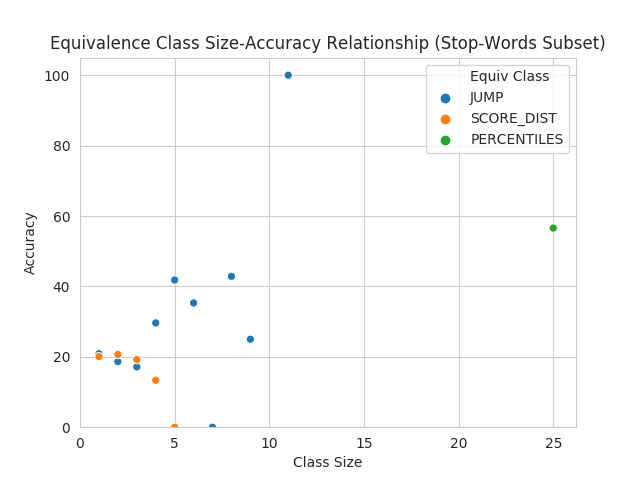 Equivalence Class Size-Accuracy Relationship (Stop-Words Subset)
Equiv Class
JUMP
SCORE_DIST
PERCENTILES
100
80
60
40
20
0
Accuracy
0 5 10 15 20 25
Class Size